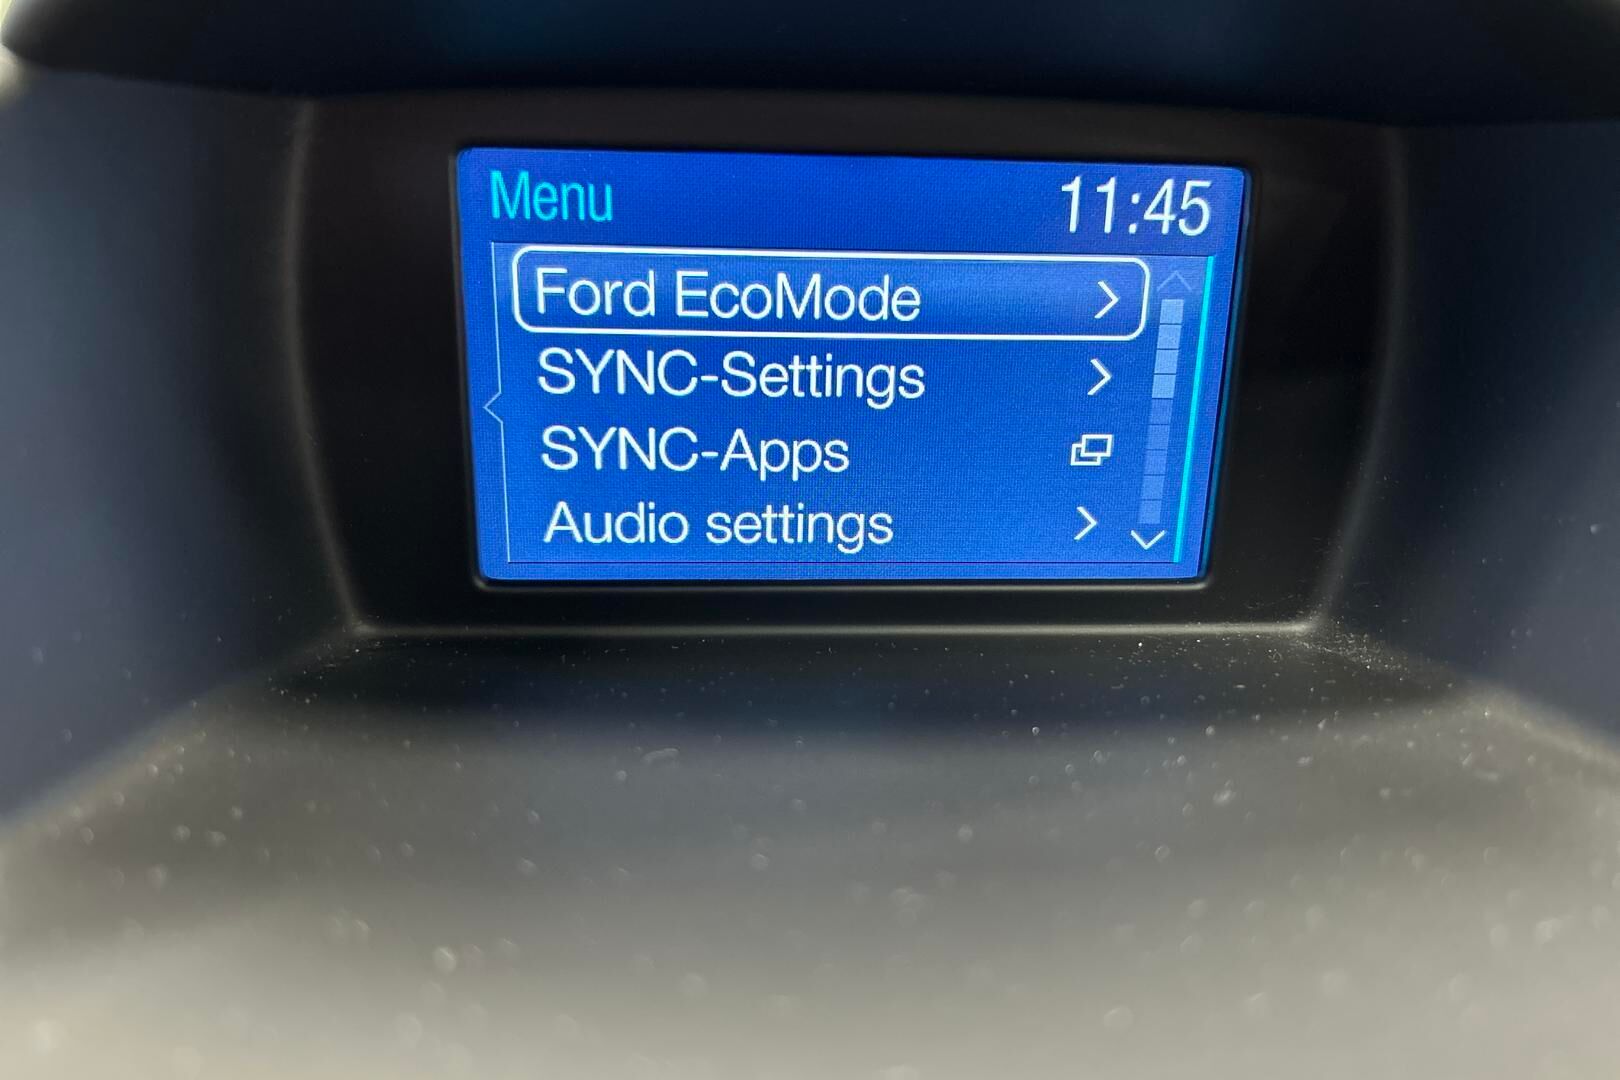 Menu 11:45
Ford EcoMode
SYNC-Settings
SYNC-Apps
Audio settings